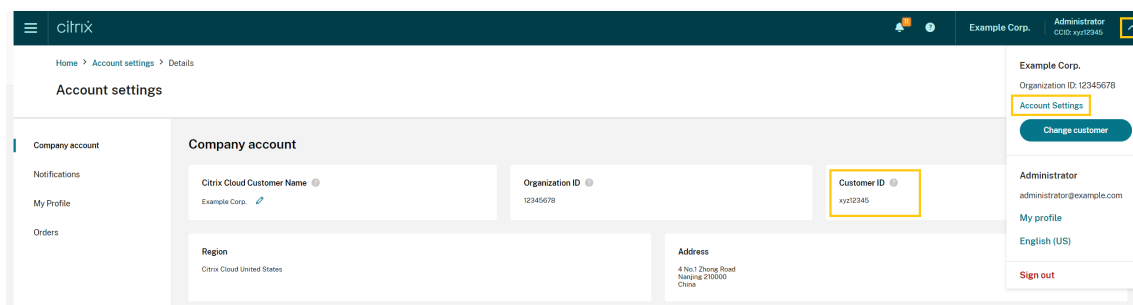 citrix
11
?
Example Corp.
Administrator
CCID: xyz12345
Home > Account settings > Details
Account settings
Example Corp.
Organization ID: 12345678
Account Settings
Change customer
Administrator
administrator@example.com
My profile
English (US)
Sign out
Company account
Notifications
My Profile
Orders
Company account
Citrix Cloud Customer Name ?
Example Corp.
Organization ID ?
12345678
Customer ID ?
xyz12345
Region
Citrix Cloud United States
Address
4 No.1 Zhong Road
Nanjing 210000
China